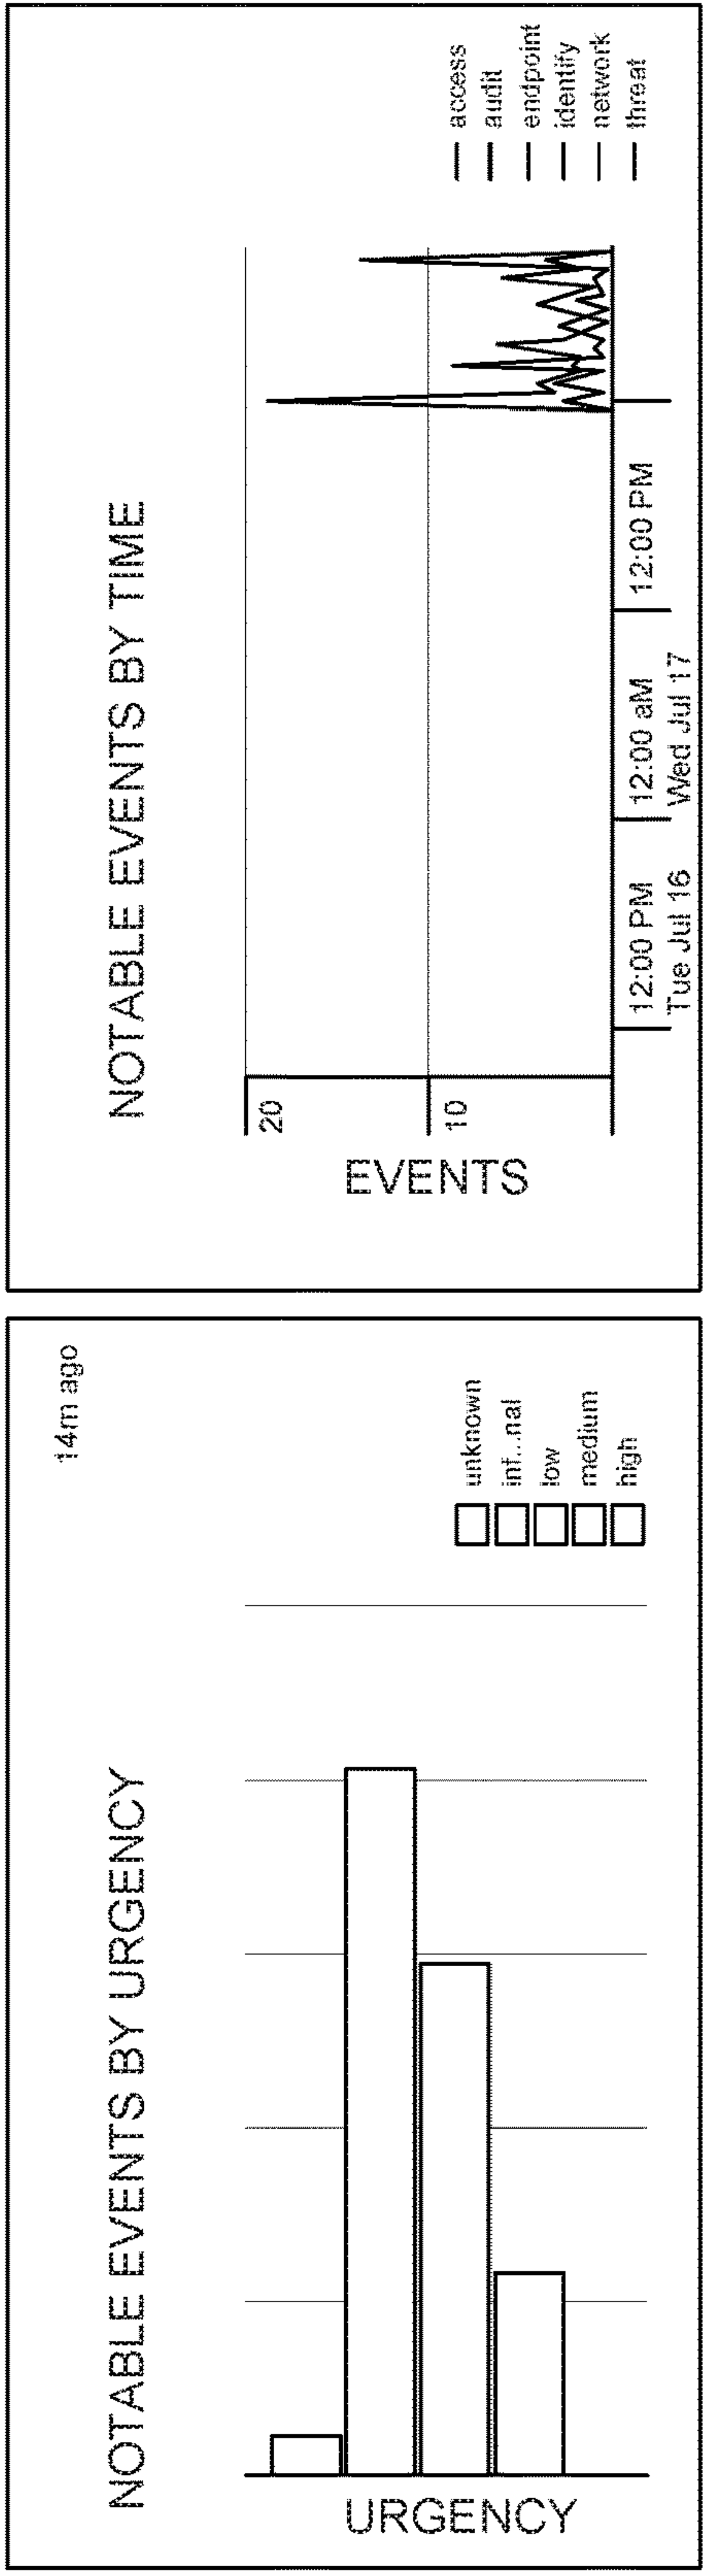 NOTABLE EVENTS BY URGENCY
14m ago
URGENCY
unknown
inf...nal
low
medium
high
NOTABLE EVENTS BY TIME
EVENTS
20
10
12:00 PM
Tue Jul 16
12:00 aM
Wed Jul 17
12:00 PM
access
audit
endpoint
identify
network
threat